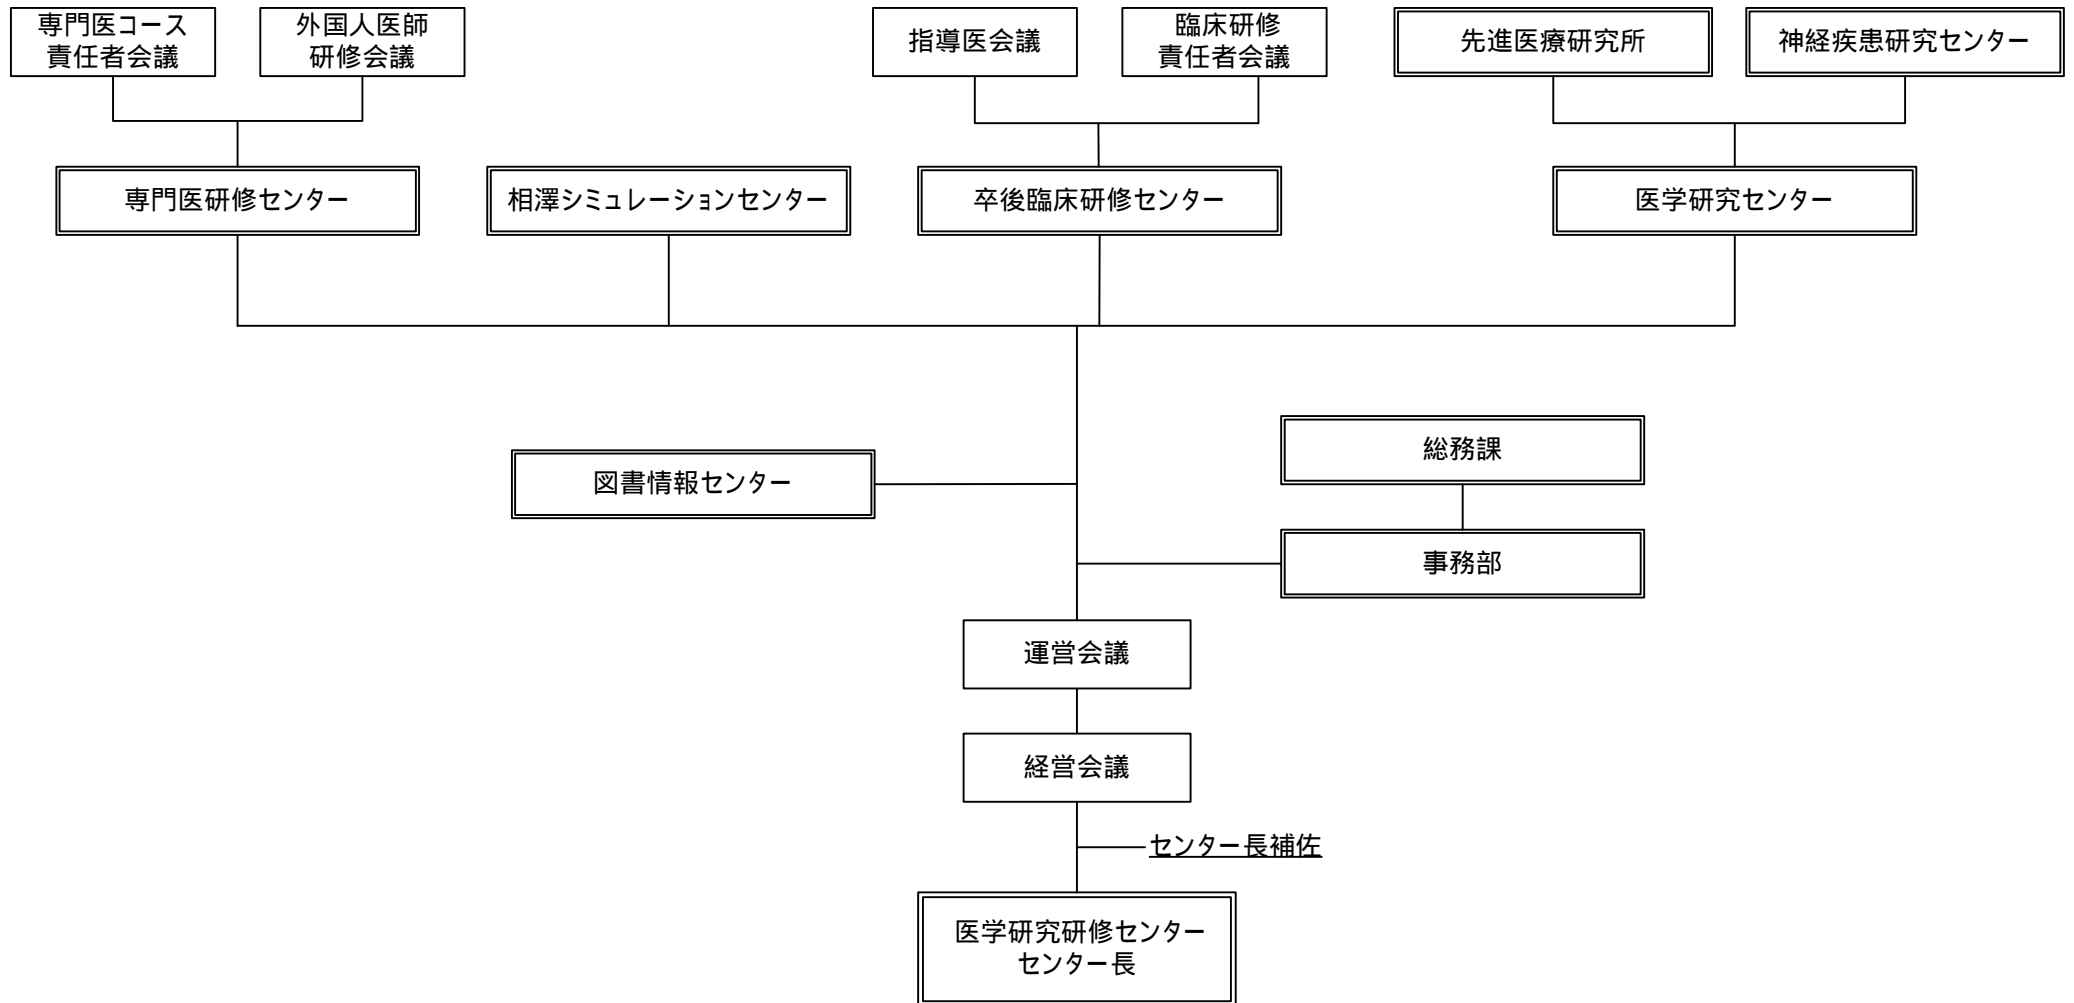 専門医コース
責任者会議
外国人医師
研修会議
指導医会議
臨床研修
責任者会議
先進医療研究所
神経疾患研究センター
専門医研修センター
相澤シミュレーションセンター
卒後臨床研修センター
医学研究センター
総務課
図書情報センター
事務部
運営会議
経営会議
センター長補佐
医学研究研修センター
センター長